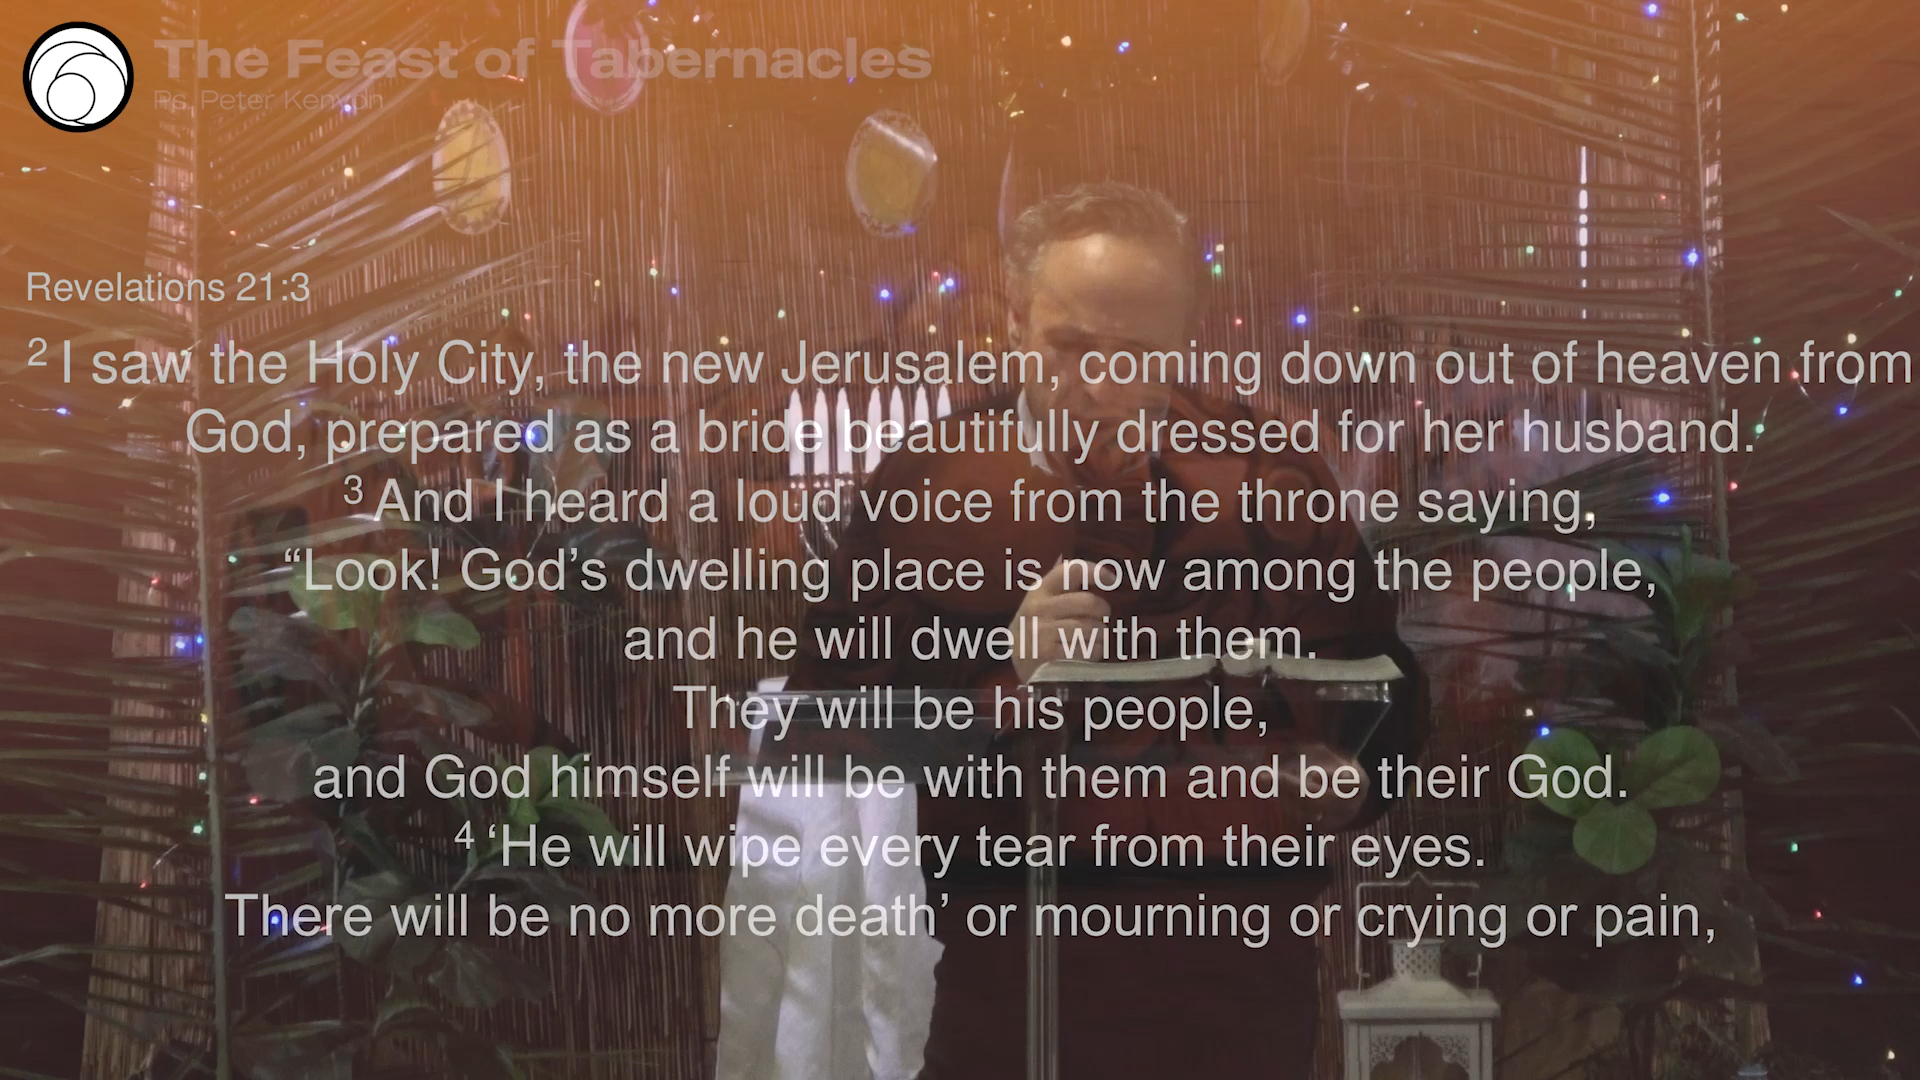 The Feast of Tabernacles
Ps. Peter Kenyon
Revelations 21:3
2 I saw the Holy City, the new Jerusalem, coming down out of heaven from
God, prepared as a bride beautifully dressed for her husband.
3 And I heard a loud voice from the throne saying,
“Look! God’s dwelling place is now among the people,
and he will dwell with them.
They will be his people,
and God himself will be with them and be their God.
4 ‘He will wipe every tear from their eyes.
There will be no more death’ or mourning or crying or pain,